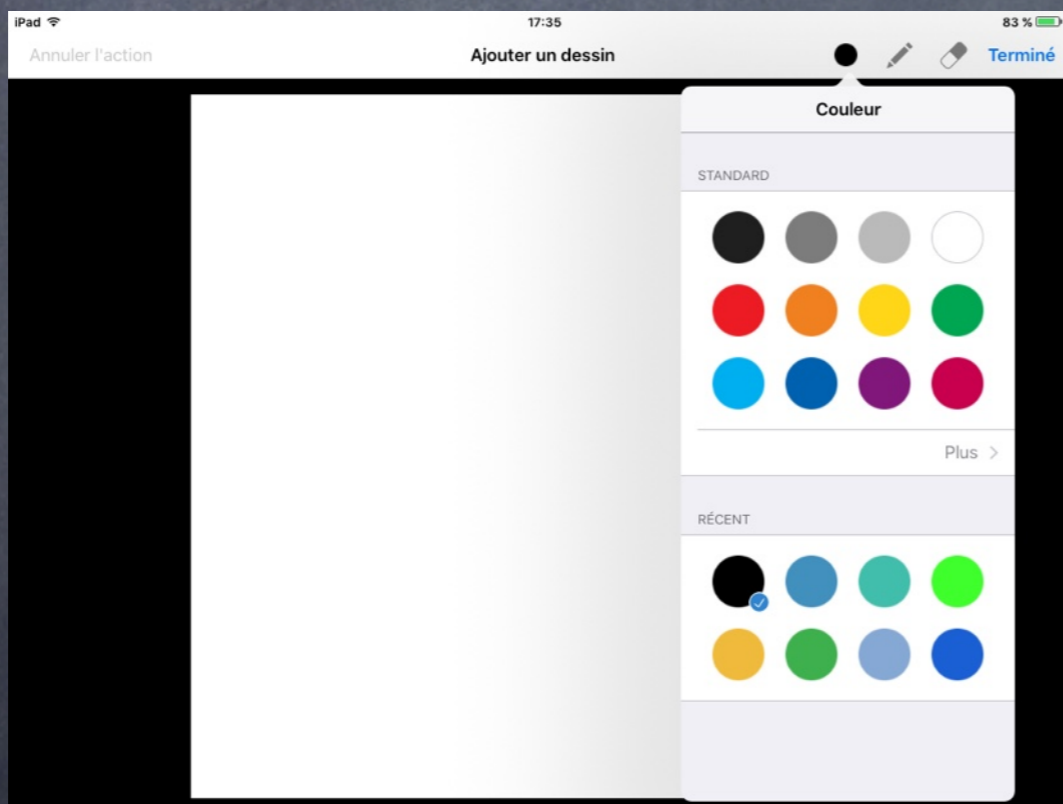 iPad 17:35 83 %
Annuler l'action Ajouter un dessin Terminé
Couleur
STANDARD
Plus >
RÉCENT